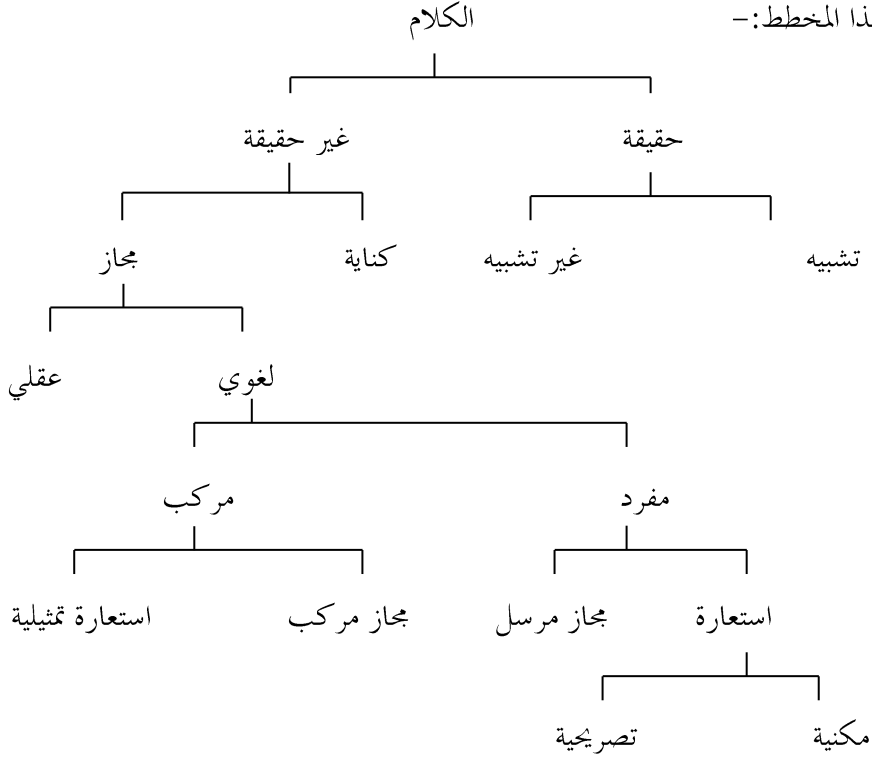 ذا المخطط:–
الكلام
حقيقة غير حقيقة
تشبيه غير تشبيه كناية مجاز
لغوي عقلي
مفرد مركب
استعارة مجاز مرسل مجاز مركب استعارة تمثيلية
مكنية تصريحية